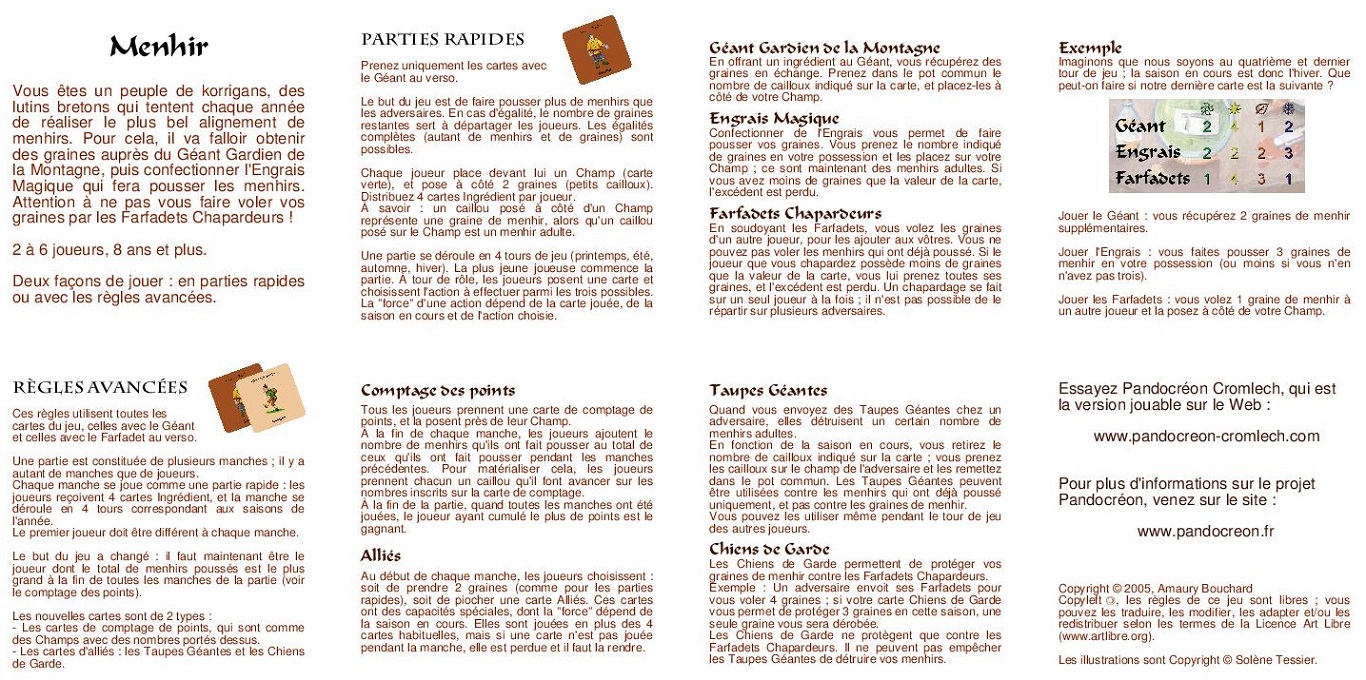 Menhir
Vous êtes un peuple de korrigans, des
lutins bretons qui tentent chaque année
de réaliser le plus bel alignement de
menhirs. Pour cela, il va falloir obtenir
des graines auprès du Géant Gardien de
la Montagne, puis confectionner l'Engrais
Magique qui fera pousser les menhirs.
Attention à ne pas vous faire voler vos
graines par les Farfadets Chapardeurs !
2 à 6 joueurs, 8 ans et plus.
Deux façons de jouer : en parties rapides
ou avec les règles avancées.
PARTIES RAPIDES
Prenez uniquement les cartes avec
le Géant au verso.
Le but du jeu est de faire pousser plus de menhirs que
les adversaires. En cas d'égalité, le nombre de graines
restantes sert à départager les joueurs. Les égalités
complètes (autant de menhirs et de graines) sont
possibles.
Chaque joueur place devant lui un Champ (carte
verte), et pose à côté 2 graines (petits cailloux).
Distribuez 4 cartes Ingrédient par joueur.
À savoir : un caillou posé à côté d'un Champ
représente une graine de menhir, alors qu'un caillou
posé sur le Champ est un menhir adulte.
Une partie se déroule en 4 tours de jeu (printemps, été,
automne, hiver). La plus jeune joueuse commence la
partie. À tour de rôle, les joueurs posent une carte et
choisissent l'action à effectuer parmi les trois possibles.
La "force" d'une action dépend de la carte jouée, de la
saison en cours et de l'action choisie.
Géant Gardien de la Montagne
En offrant un ingrédient au Géant, vous récupérez des
graines en échange. Prenez dans le pot commun le
nombre de cailloux indiqué sur la carte, et placez-les à
côté de votre Champ.
Engrais Magique
Confectionner de l'Engrais vous permet de faire
pousser vos graines. Vous prenez le nombre indiqué
de graines en votre possession et les placez sur votre
Champ ; ce sont maintenant des menhirs adultes. Si
vous avez moins de graines que la valeur de la carte,
l'excédent est perdu.
Farfadets Chapardeurs
En soudoyant les Farfadets, vous volez les graines
d'un autre joueur, pour les ajouter aux vôtres. Vous ne
pouvez pas voler les menhirs qui ont déjà poussé. Si le
joueur que vous chapardez possède moins de graines
que la valeur de la carte, vous lui prenez toutes ses
graines, et l'excédent est perdu. Un chapardage se fait
sur un seul joueur à la fois ; il n'est pas possible de le
répartir sur plusieurs adversaires.
Exemple
Imaginons que nous soyons au quatrième et dernier
tour de jeu ; la saison en cours est donc l'hiver. Que
peut-on faire si notre dernière carte est la suivante ?
Géant 2 4 1 2
Engrais 2 2 2 3
Farfadets 1 4 3 1
Jouer le Géant : vous récupérez 2 graines de menhir
supplémentaires.
Jouer l'Engrais : vous faites pousser 3 graines de
menhir en votre possession (ou moins si vous n'en
n'avez pas trois).
Jouer les Farfadets : vous volez 1 graine de menhir à
un autre joueur et la posez à côté de votre Champ.
RÈGLES AVANCÉES
Ces règles utilisent toutes les
cartes du jeu, celles avec le Géant
et celles avec le Farfadet au verso.
Une partie est constituée de plusieurs manches ; il y a
autant de manches que de joueurs.
Chaque manche se joue comme une partie rapide : les
joueurs reçoivent 4 cartes Ingrédient, et la manche se
déroule en 4 tours correspondant aux saisons de
l'année.
Le premier joueur doit être différent à chaque manche.
Le but du jeu a changé : il faut maintenant être le
joueur dont le total de menhirs poussés est le plus
grand à la fin de toutes les manches de la partie (voir
le comptage des points).
Les nouvelles cartes sont de 2 types :
- Les cartes de comptage de points, qui sont comme
des Champs avec des nombres portés dessus.
- Les cartes d'alliés : les Taupes Géantes et les Chiens
de Garde.
Comptage des points
Tous les joueurs prennent une carte de comptage de
points, et la posent près de leur Champ.
À la fin de chaque manche, les joueurs ajoutent le
nombre de menhirs qu'ils ont fait pousser au total de
ceux qu'ils ont fait pousser pendant les manches
précédentes. Pour matérialiser cela, les joueurs
prennent chacun un caillou qu'il font avancer sur les
nombres inscrits sur la carte de comptage.
À la fin de la partie, quand toutes les manches ont été
jouées, le joueur ayant cumulé le plus de points est le
gagnant.
Alliés
Au début de chaque manche, les joueurs choisissent :
soit de prendre 2 graines (comme pour les parties
rapides), soit de piocher une carte Alliés. Ces cartes
ont des capacités spéciales, dont la "force" dépend de
la saison en cours. Elles sont jouées en plus des 4
cartes habituelles, mais si une carte n'est pas jouée
pendant la manche, elle est perdue et il faut la rendre.
Taupes Géantes
Quand vous envoyez des Taupes Géantes chez un
adversaire, elles détruisent un certain nombre de
menhirs adultes.
En fonction de la saison en cours, vous retirez le
nombre de cailloux indiqué sur la carte ; vous prenez
les cailloux sur le champ de l'adversaire et les remettez
dans le pot commun. Les Taupes Géantes peuvent
être utilisées contre les menhirs qui ont déjà poussé
uniquement, et pas contre les graines de menhir.
Vous pouvez les utiliser même pendant le tour de jeu
des autres joueurs.
Chiens de Garde
Les Chiens de Garde permettent de protéger vos
graines de menhir contre les Farfadets Chapardeurs.
Exemple : Un adversaire envoit ses Farfadets pour
vous voler 4 graines ; si votre carte Chiens de Garde
vous permet de protéger 3 graines en cette saison, une
seule graine vous sera dérobée.
Les Chiens de Garde ne protègent que contre les
Farfadets Chapardeurs. Il ne peuvent pas empêcher
les Taupes Géantes de détruire vos menhirs.
Essayez Pandocréon Cromlech, qui est
la version jouable sur le Web :
www.pandocreon-cromlech.com
Pour plus d'informations sur le projet
Pandocréon, venez sur le site :
www.pandocreon.fr
Copyright © 2005, Amaury Bouchard
Copyleft, les règles de ce jeu sont libres ; vous
pouvez les traduire, les modifier, les adapter et/ou les
redistribuer selon les termes de la Licence Art Libre
(www.artlibre.org).
Les illustrations sont Copyright © Solène Tessier.